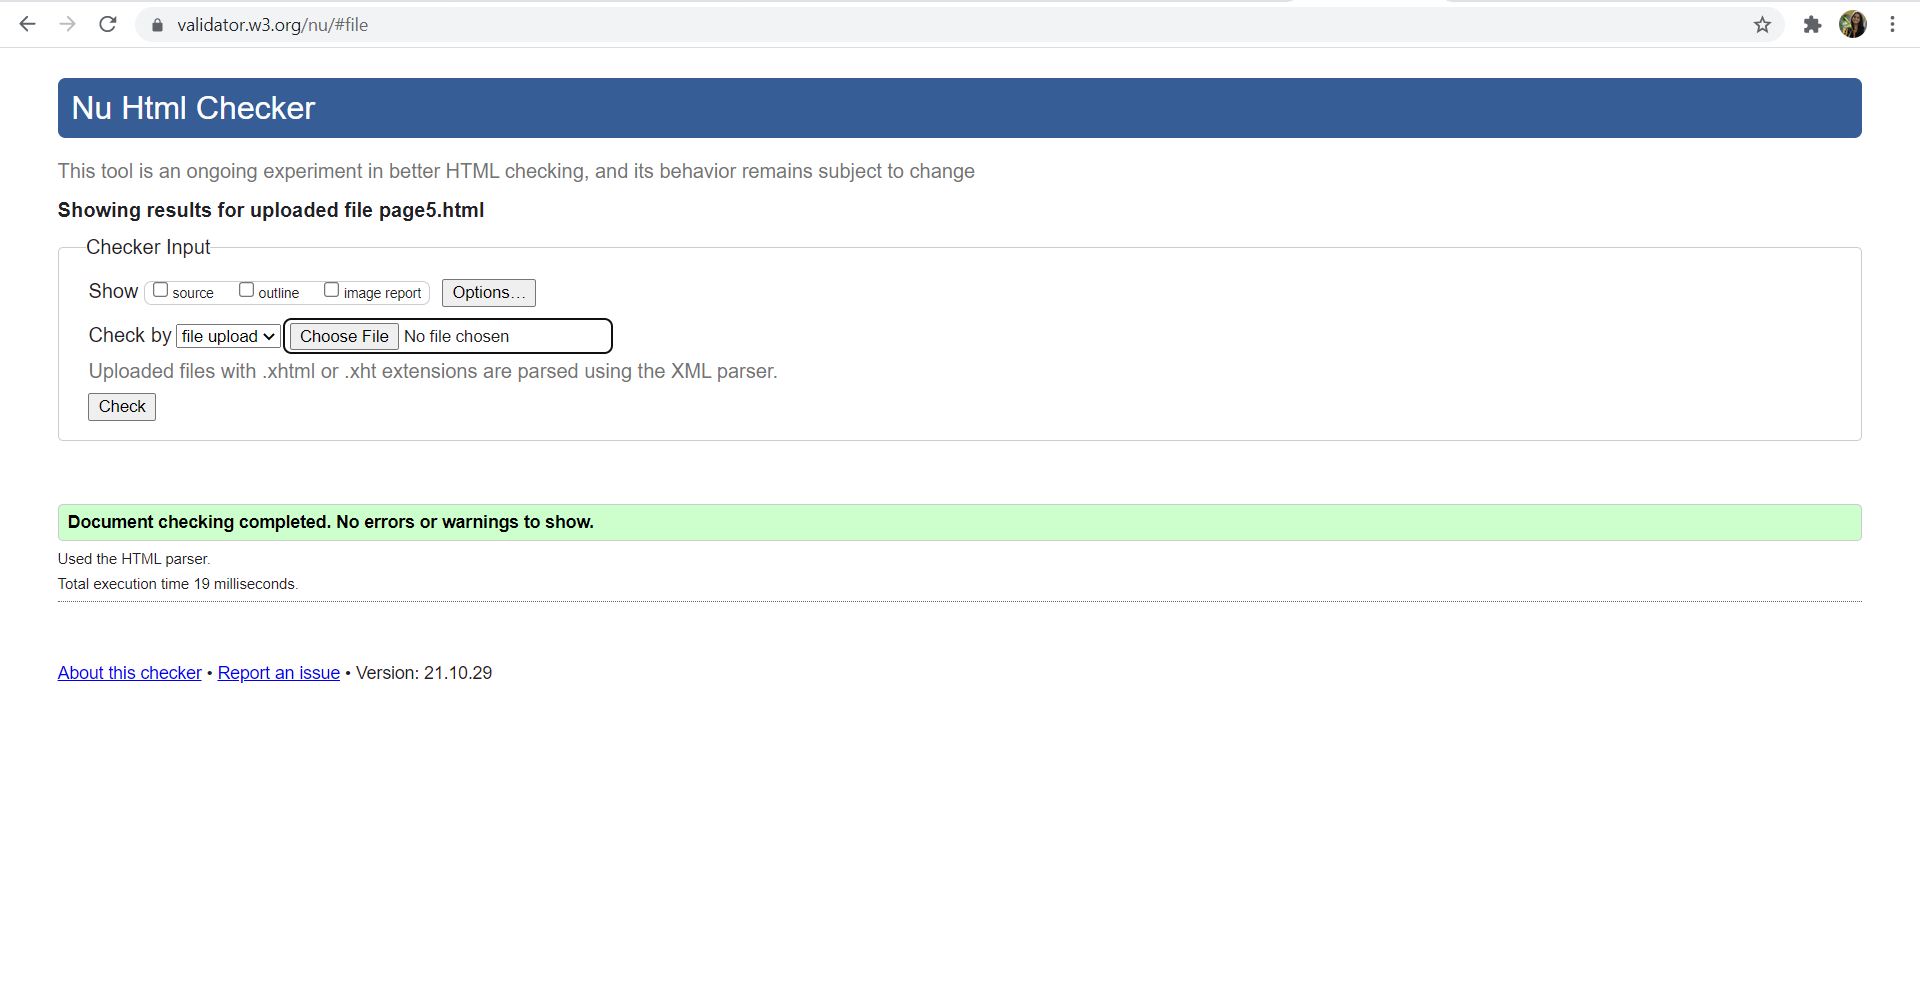 validator.w3.org/nu/#file
Nu Html Checker
This tool is an ongoing experiment in better HTML checking, and its behavior remains subject to change
Showing results for uploaded file page5.html
Checker Input
Show source outline image report Options...
Check by file upload Choose File No file chosen
Uploaded files with .xhtml or .xht extensions are parsed using the XML parser.
Check
Document checking completed. No errors or warnings to show.
Used the HTML parser.
Total execution time 19 milliseconds.
About this checker • Report an issue • Version: 21.10.29